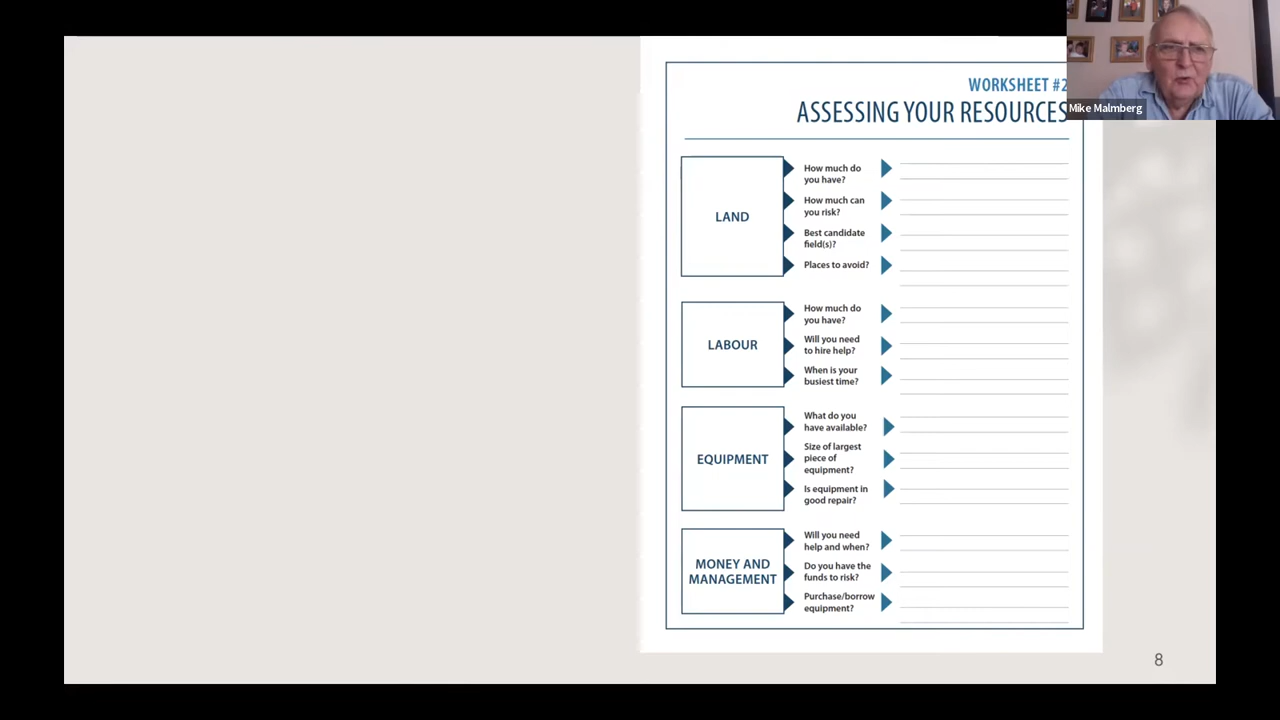 WORKSHEET #2
ASSESSING YOUR RESOURCES
Mike Malmberg
LAND
How much do
you have?
How much can
you risk?
Best candidate
field(s)?
Places to avoid?
LABOUR
How much do
you have?
Will you need
to hire help?
When is your
busiest time?
EQUIPMENT
What do you
have available?
Size of largest
piece of
equipment?
Is equipment in
good repair?
MONEY AND
MANAGEMENT
Will you need
help and when?
Do you have the
funds to risk?
Purchase/borrow
equipment?
8